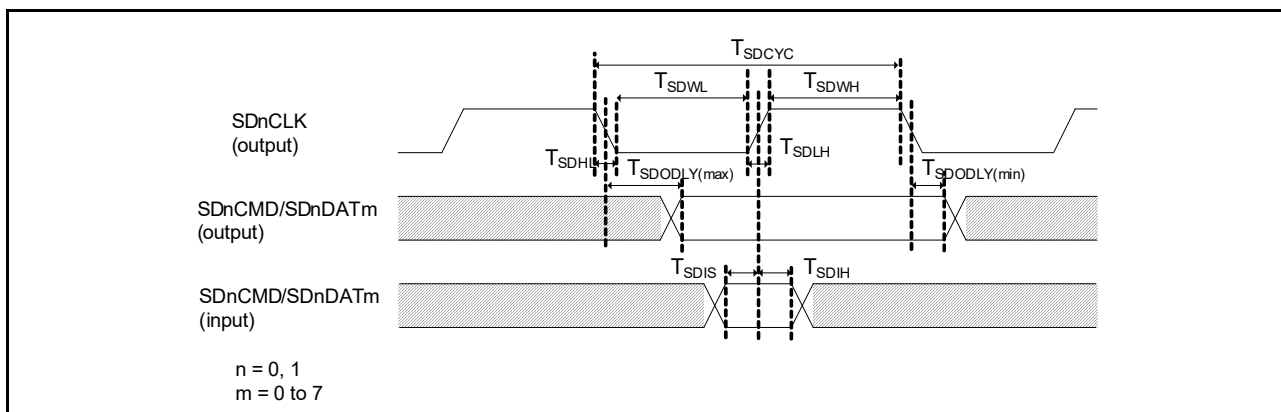 TSDCYC
TSDWL
TSDWH
SDnCLK
(output)
TSDHL
TSDLH
TSDODLY(max)
TSDODLY(min)
SDnCMD/SDnDATm
(output)
TSDIS
TSDIH
SDnCMD/SDnDATm
(input)
n = 0, 1
m = 0 to 7